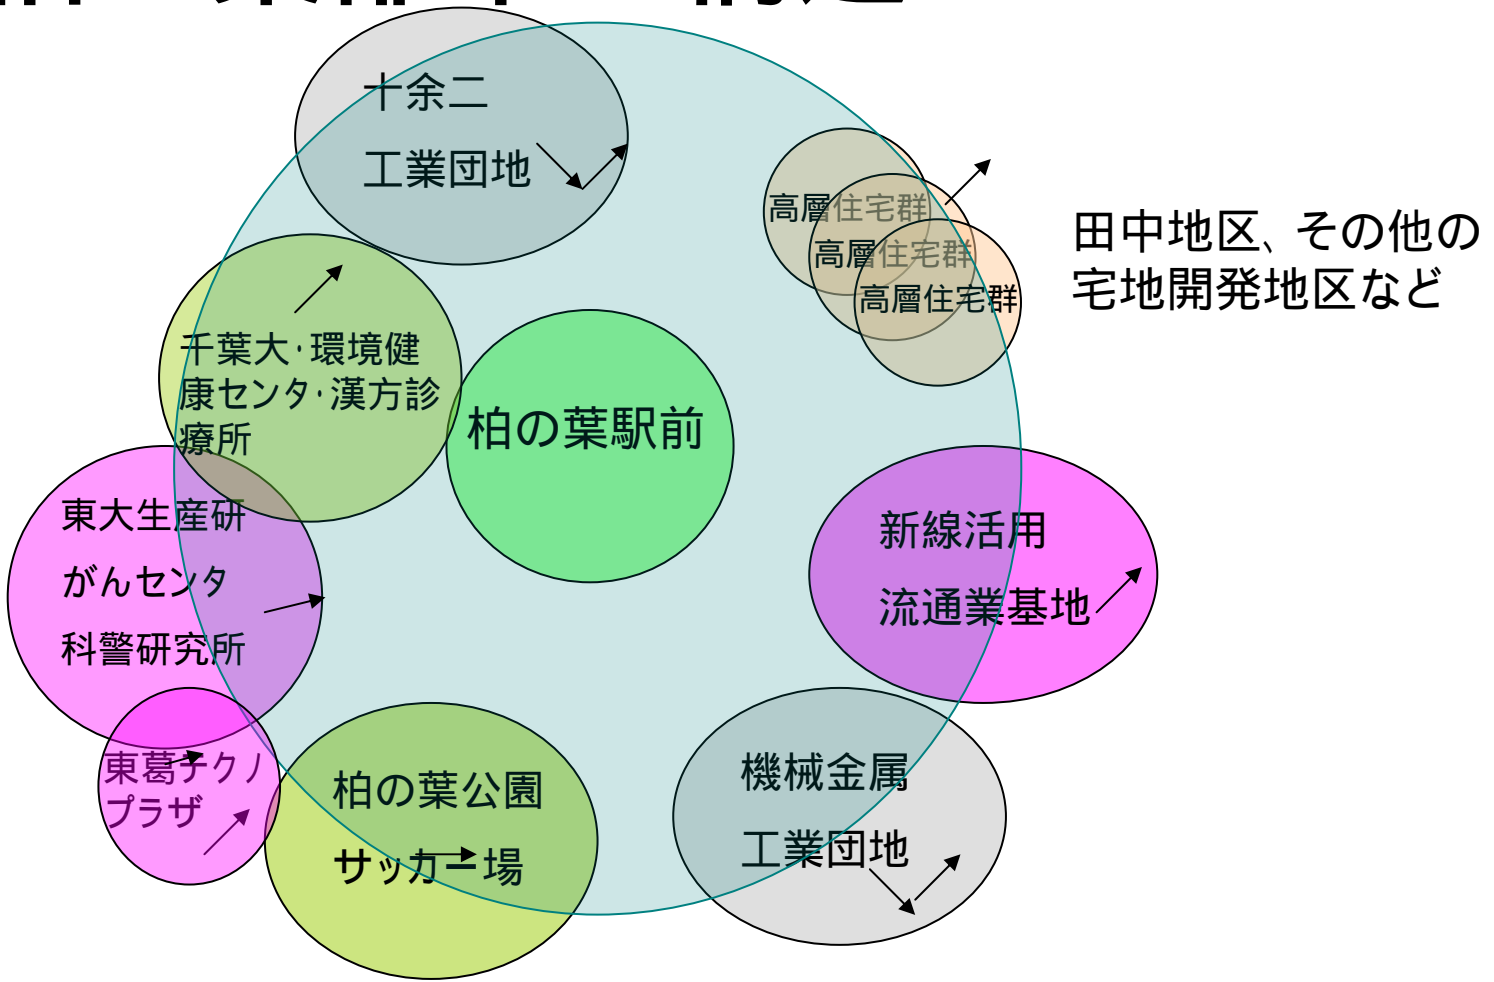 十余二
工業団地
高層住宅群
高層住宅群
高層住宅群
田中地区、その他の
宅地開発地区など
千葉大・環境健
康センタ・漢方診
療所
柏の葉駅前
東大生産研
がんセンタ
科警研究所
新線活用
流通業基地
東葛テクノ
プラザ
柏の葉公園
サッカー場
機械金属
工業団地